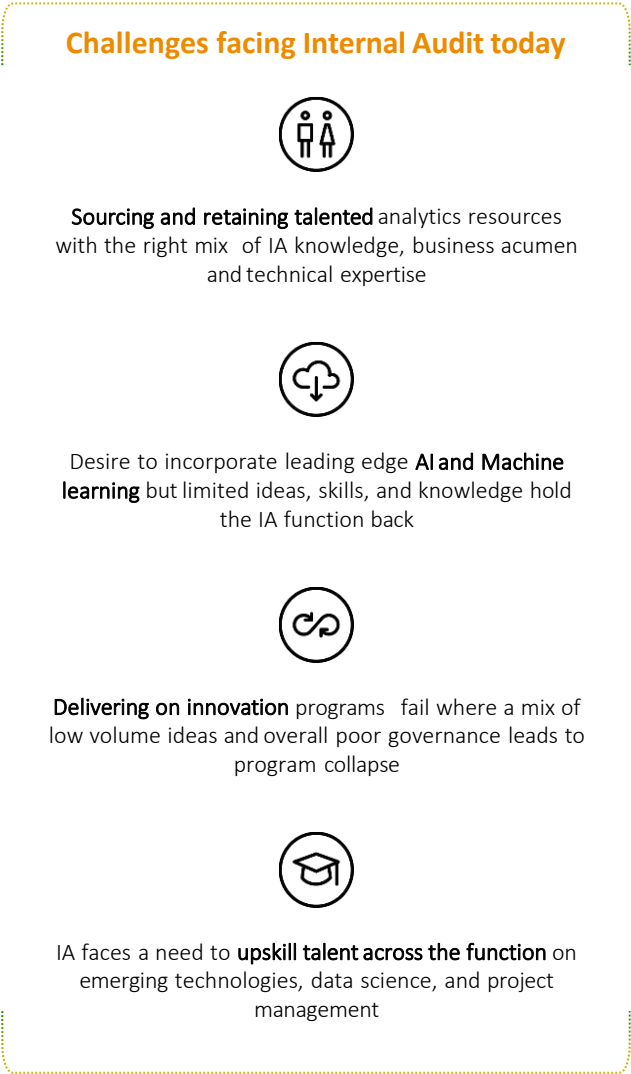 Challenges facing Internal Audit today
Sourcing and retaining talented analytics resources
with the right mix of IA knowledge, business acumen
and technical expertise
Desire to incorporate leading edge AI and Machine
learning but limited ideas, skills, and knowledge hold
the IA function back
Delivering on innovation programs fail where a mix of
low volume ideas and overall poor governance leads to
program collapse
IA faces a need to upskill talent across the function on
emerging technologies, data science, and project
management